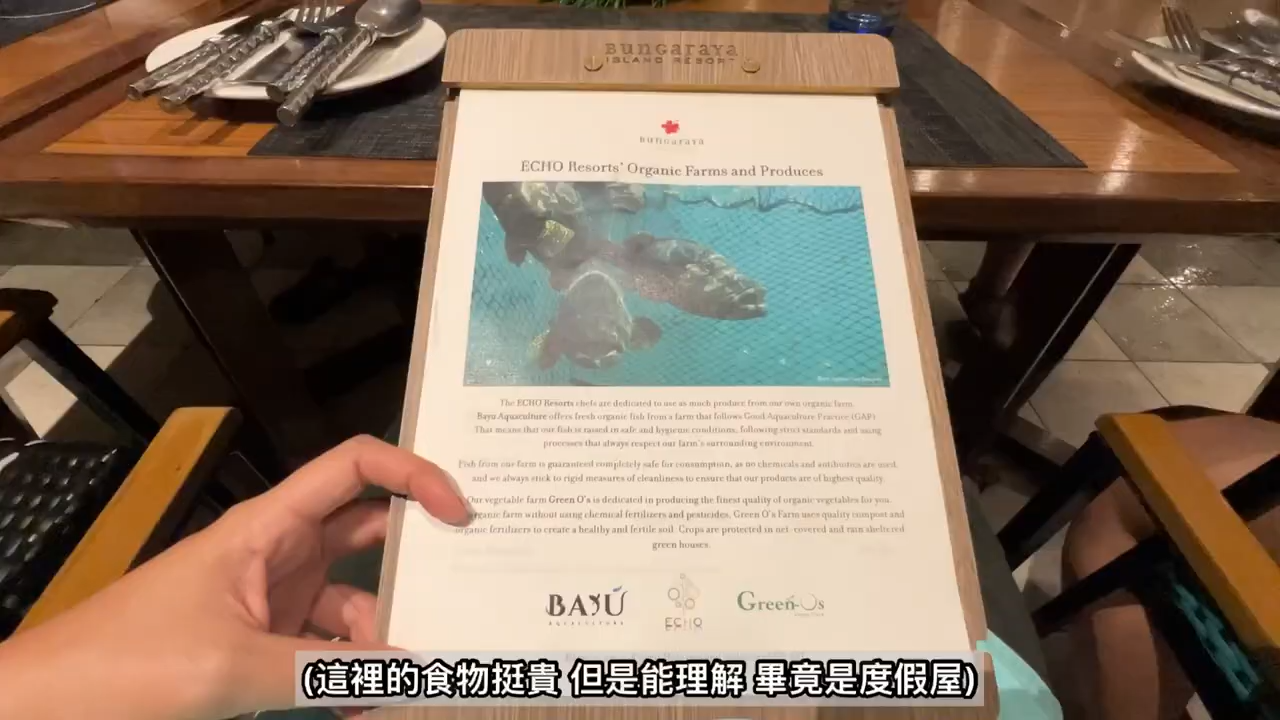 BUNGARAYA
ISLAND RESORT
BUNGARAYA
ECHO Resorts' Organic Farms and Produces
The ECHO Resorts chefs are dedicated to use as much produce from our own organic farm.
Bayu Aquaculture offers fresh organic fish from a farm that follows Good Aquaculture Practice (GAP).
That means that our fish is raised in safe and hygienic conditions, following strict standards and using
processes that always respect our farm's surrounding environment.
Fish from our farm is guaranteed completely safe for consumption, as no chemicals and antibiotics are used,
and we always stick to rigid measures of cleanliness to ensure that our products are of highest quality.
Our vegetable farm Green O's is dedicated in producing the finest quality of organic vegetables for you.
organic farm without using chemical fertilizers and pesticides. Green O's Farm uses quality compost and
organic fertilizers to create a healthy and fertile soil. Crops are protected in net-covered and rain sheltered
green houses.
BAYU
AQUACULTURE
ECHO
Green-O's
(這裡的食物挺貴 但是能理解 畢竟是度假屋)